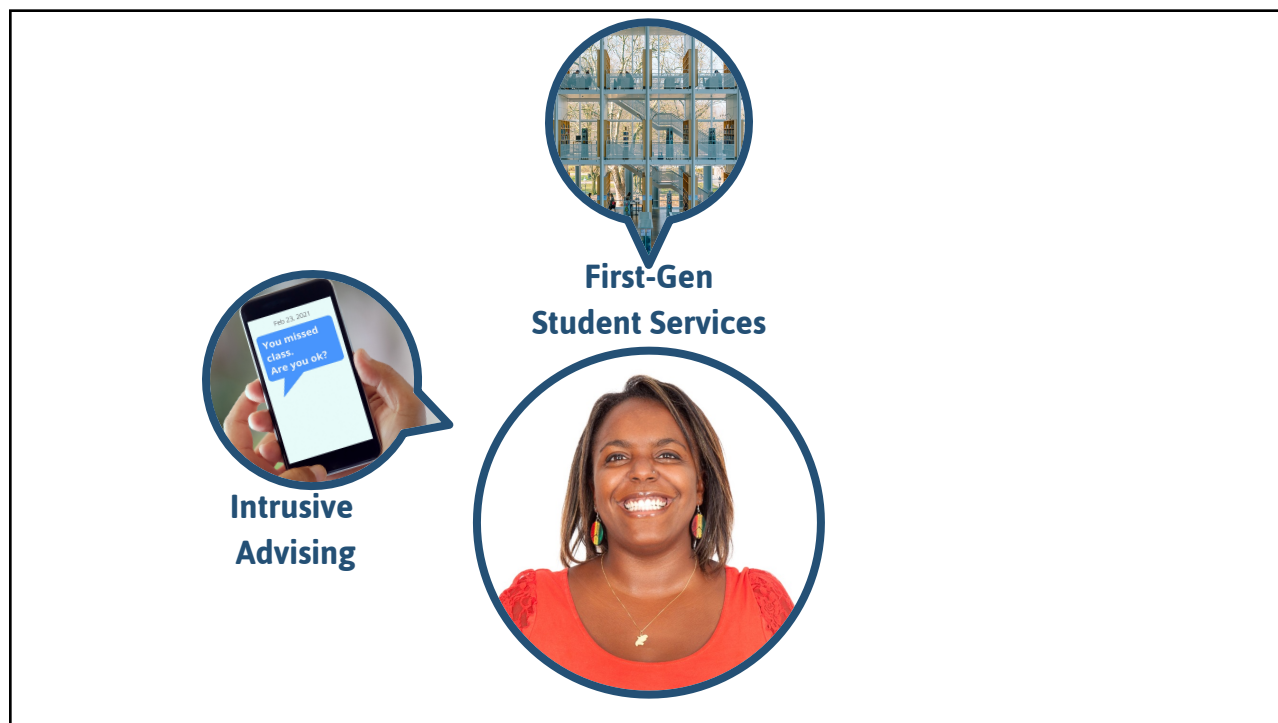 First-Gen
Student Services
Feb 23, 2021
You missed
class.
Are you ok?
Intrusive
Advising